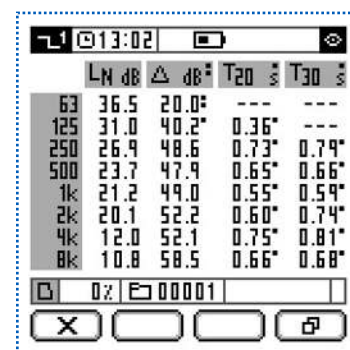 1 13:02
LN dB Δ dB T20 s T30 s
63 36.5 20.0 --- ---
125 31.0 40.2 0.36 ---
250 26.9 48.6 0.73 0.79
500 23.7 47.9 0.65 0.66
1k 21.2 49.0 0.55 0.59
2k 20.1 52.2 0.60 0.74
4k 12.0 52.1 0.75 0.81
8k 10.8 58.5 0.66 0.68
0% 00001
X